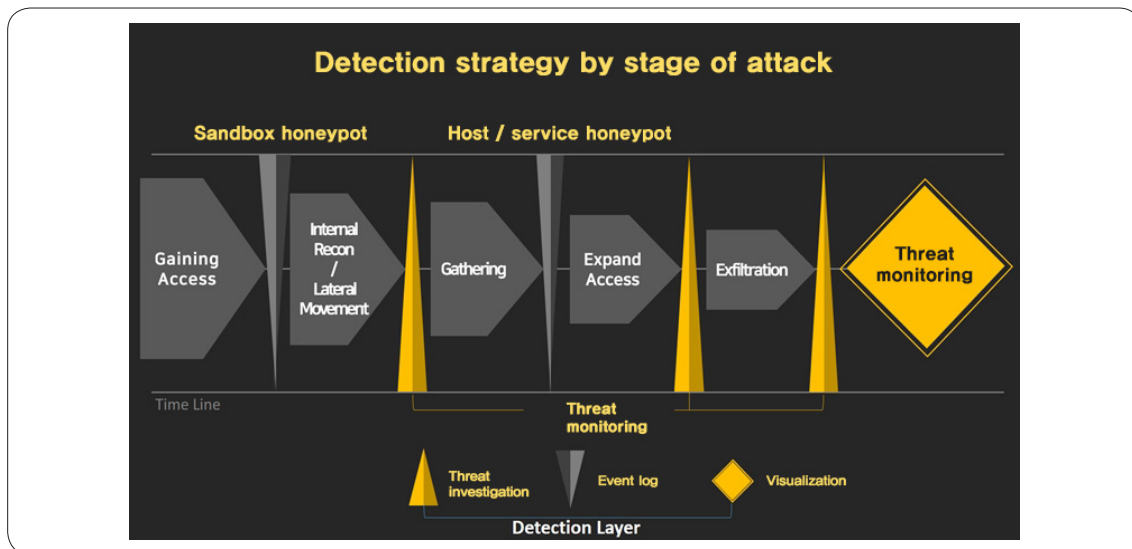 Detection strategy by stage of attack
Sandbox honeypot
Host / service honeypot
Gaining
Access
Internal
Recon
/
Lateral
Movement
Gathering
Expand
Access
Exfiltration
Threat
monitoring
Time Line
Threat
monitoring
Threat
investigation
Event log
Visualization
Detection Layer